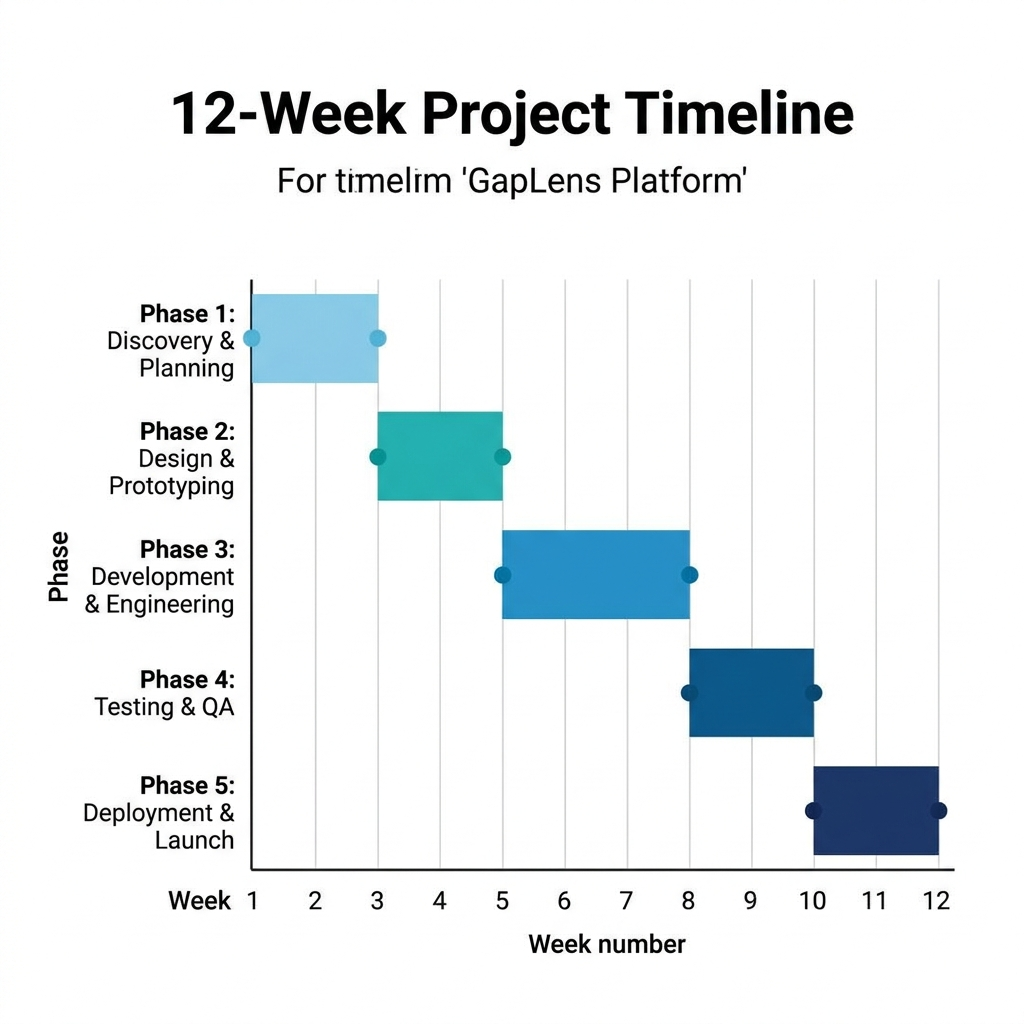 12-Week Project Timeline
For timelim 'GapLens Platform'
Phase 1:
Discovery &
Planning
Phase 2:
Design &
Prototyping
Phase 3:
Development
& Engineering
Phase 4:
Testing & QA
Phase 5:
Deployment &
Launch
Phase
Week 1 2 3 4 5 6 7 8 9 10 11 12
Week number